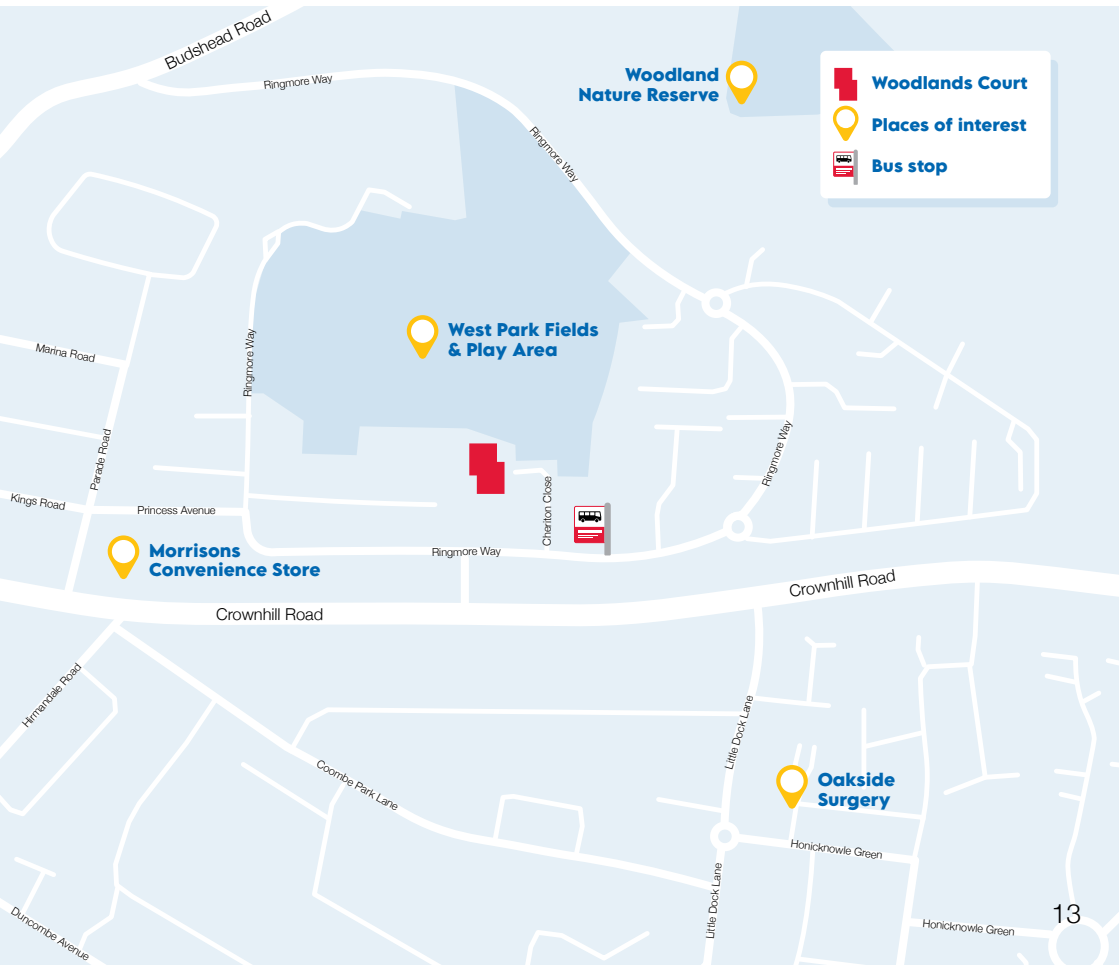 Budshead Road
Ringmore Way
Woodland
Nature Reserve
Woodlands Court
Places of interest
Bus stop
Ringmore Way
West Park Fields
& Play Area
Marina Road
Ringmore Way
Parade Road
Ringmore Way
Kings Road
Princess Avenue
Cheriton Close
Morrisons
Convenience Store
Ringmore Way
Crownhill Road
Crownhill Road
Hirmandale Road
Little Dock Lane
Coombe Park Lane
Oakside
Surgery
Honicknowle Green
Little Dock Lane
Duncombe Avenue
Honicknowle Green
13